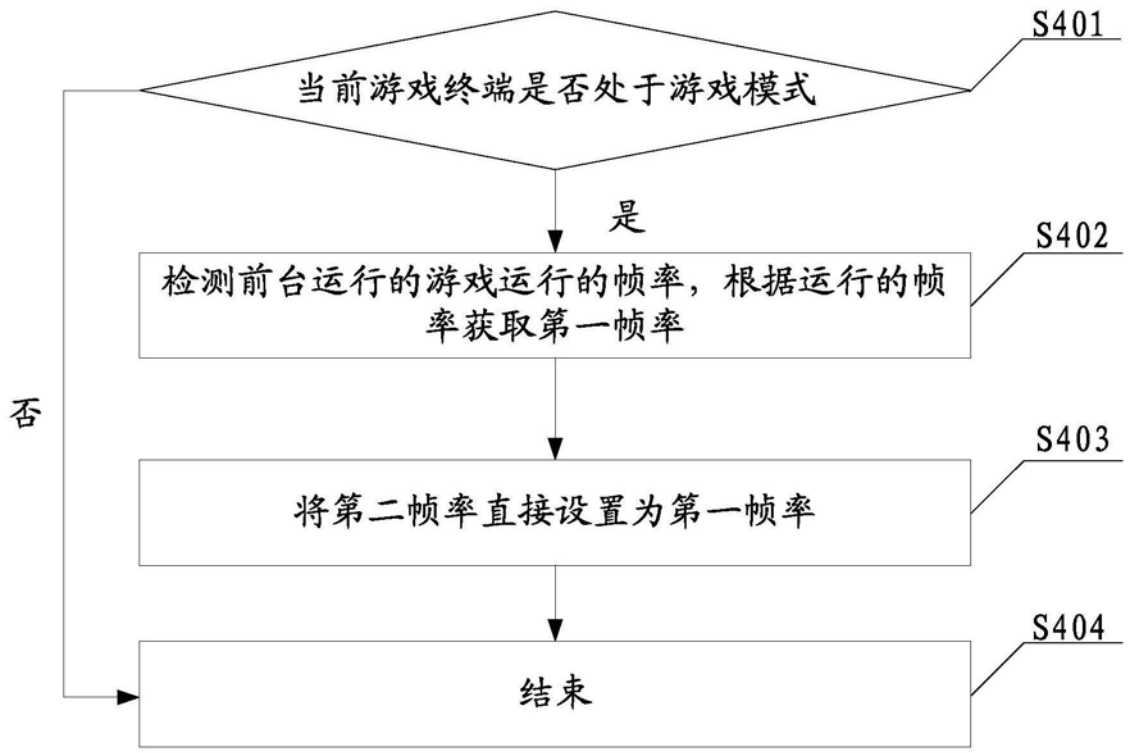 S401
当前游戏终端是否处于游戏模式
是
S402
检测前台运行的游戏运行的帧率，根据运行的帧
率获取第一帧率
否
S403
将第二帧率直接设置为第一帧率
S404
结束